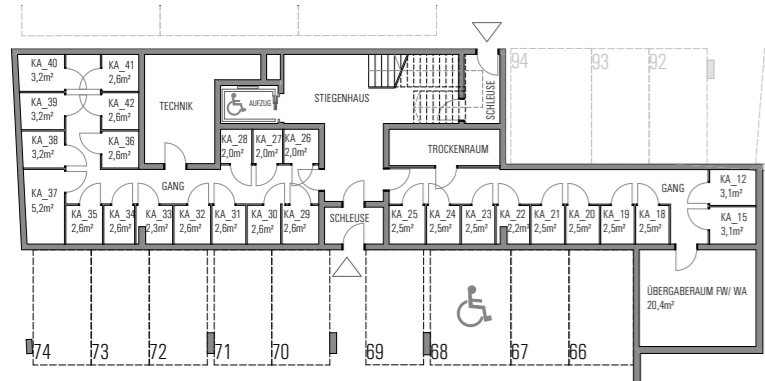 KA_40
3,2m²
KA_41
2,6m²
KA_39
3,2m²
KA_42
2,6m²
KA_38
3,2m²
KA_36
2,6m²
KA_37
5,2m²
TECHNIK
AUFZUG
STIEGENHAUS
SCHLEUSE
94
93
92
KA_28
2,0m²
KA_27
2,0m²
KA_26
2,0m²
TROCKENRAUM
GANG
GANG
KA_12
3,1m²
KA_15
3,1m²
KA_35
2,6m²
KA_34
2,6m²
KA_33
2,3m²
KA_32
2,6m²
KA_31
2,6m²
KA_30
2,6m²
KA_29
2,6m²
SCHLEUSE
KA_25
2,5m²
KA_24
2,5m²
KA_23
2,5m²
KA_22
2,2m²
KA_21
2,5m²
KA_20
2,5m²
KA_19
2,5m²
KA_18
2,5m²
ÜBERGABERAUM FW/ WA
20,4m²
74
73
72
71
70
69
68
67
66